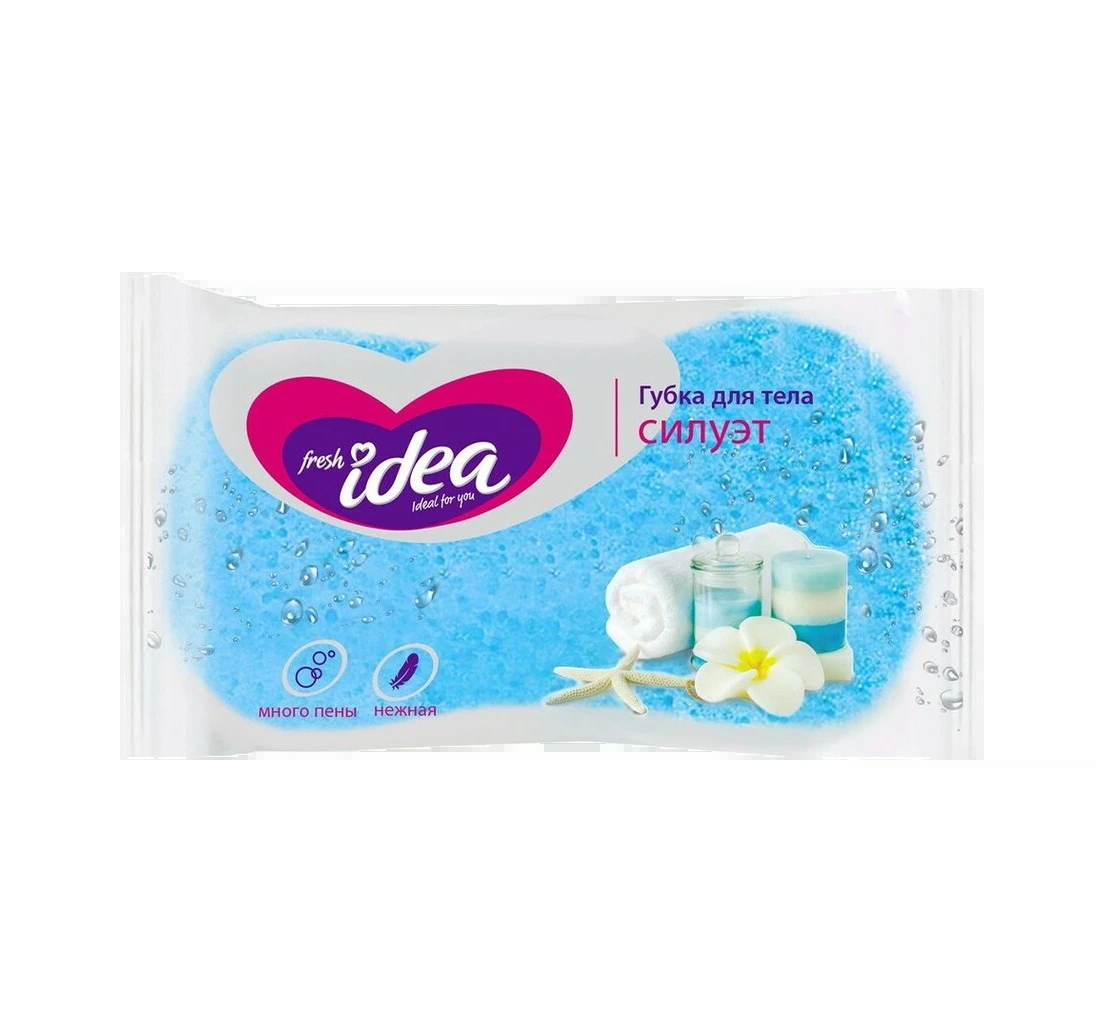 fresh idea
Ideal for you
Губка для тела
СИЛУЭТ
много пены
нежная